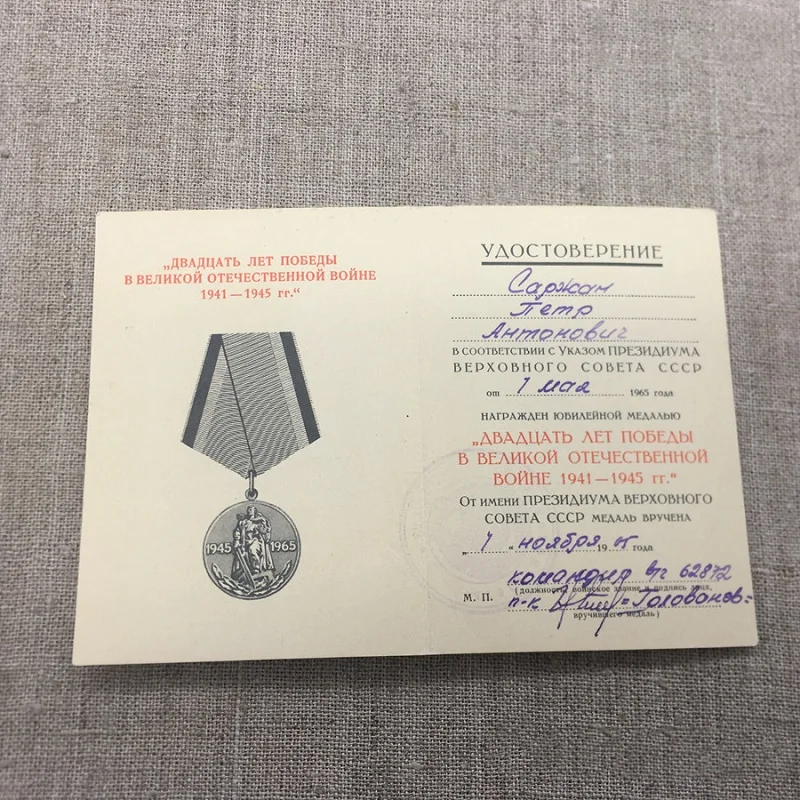 „ДВАДЦАТЬ ЛЕТ ПОБЕДЫ
В ВЕЛИКОЙ ОТЕЧЕСТВЕННОЙ ВОЙНЕ
1941—1945 гг.“
1945 1965
УДОСТОВЕРЕНИЕ
Саржан
Петр
Антонович
В СООТВЕТСТВИИ С УКАЗОМ ПРЕЗИДИУМА
ВЕРХОВНОГО СОВЕТА СССР
от 7 мая 1965 года
НАГРАЖДЕН ЮБИЛЕЙНОЙ МЕДАЛЬЮ
„ДВАДЦАТЬ ЛЕТ ПОБЕДЫ
В ВЕЛИКОЙ ОТЕЧЕСТВЕННОЙ
ВОЙНЕ 1941—1945 гг.“
От имени ПРЕЗИДИУМА ВЕРХОВНОГО
СОВЕТА СССР МЕДАЛЬ ВРУЧЕНА
„7“ ноября 19 года
командир в/ч 62872
(должность, воинское звание и подпись лица,
М. П. п-к =Голованов=
вручившего медаль)